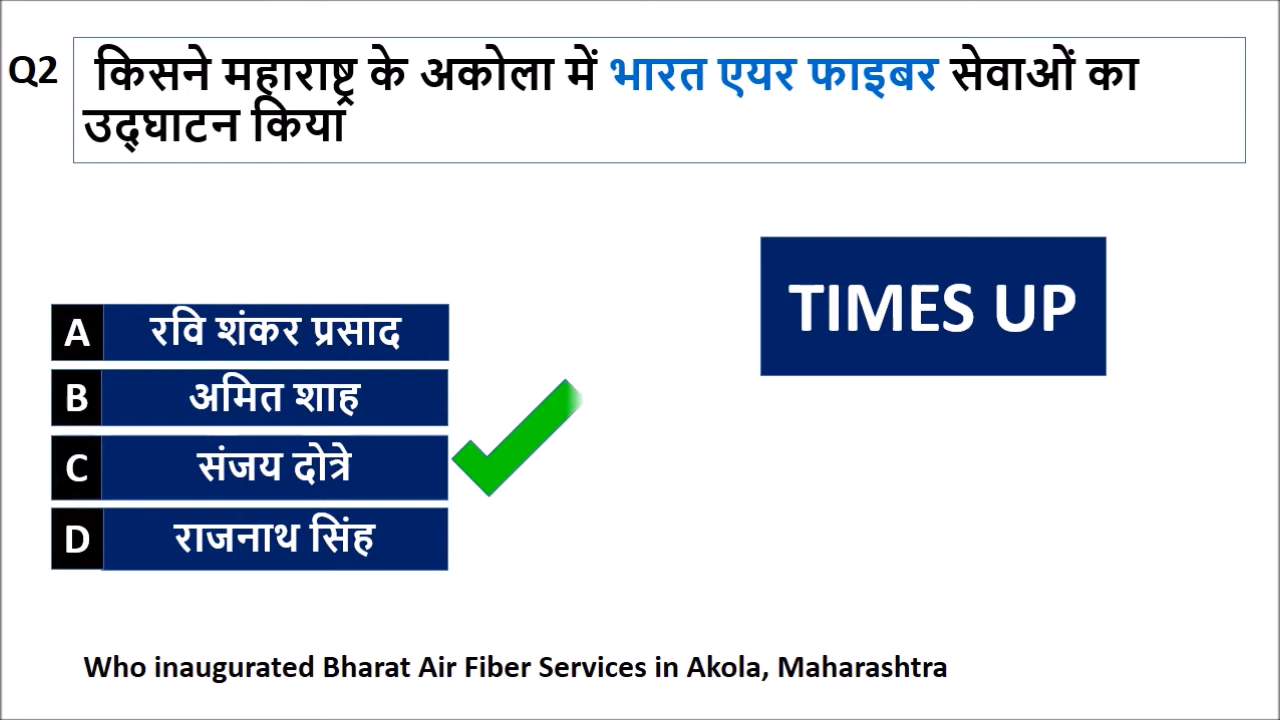 Q2
किसने महाराष्ट्र के अकोला में भारत एयर फाइबर सेवाओं का
उद्घाटन किया
TIMES UP
A रवि शंकर प्रसाद
B अमित शाह
C संजय दोत्रे
D राजनाथ सिंह
Who inaugurated Bharat Air Fiber Services in Akola, Maharashtra